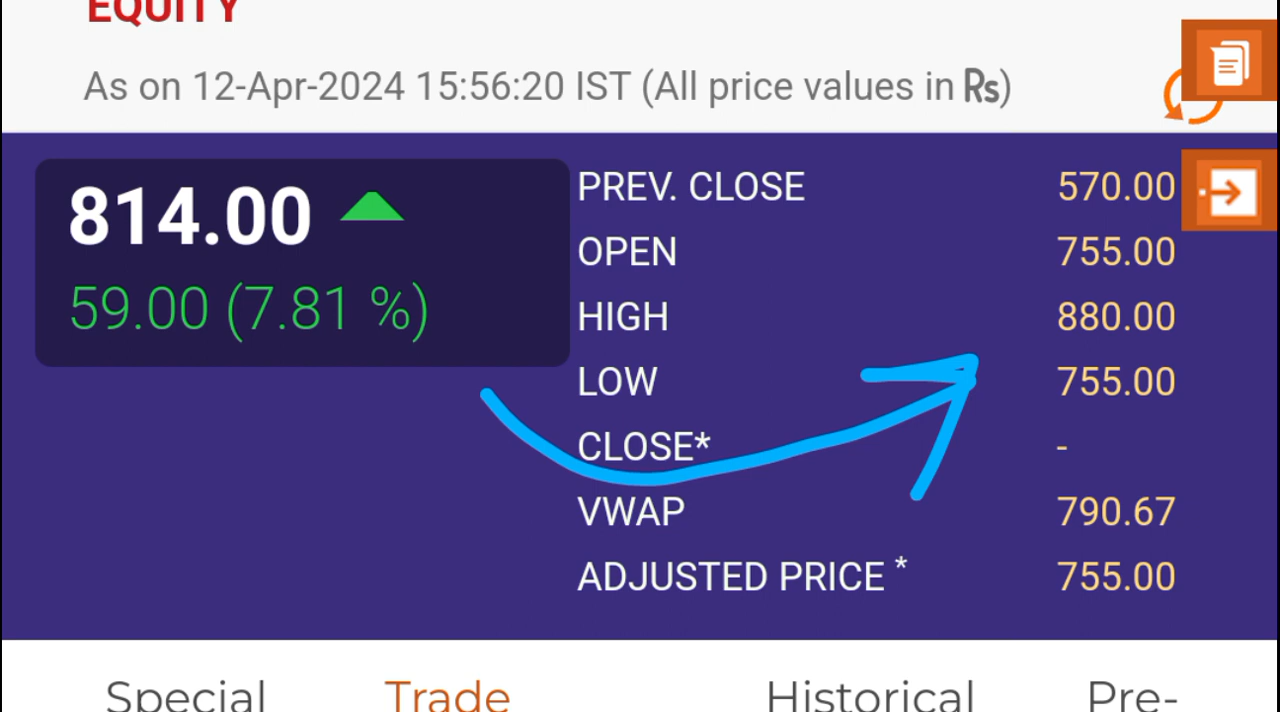 EQUITY
As on 12-Apr-2024 15:56:20 IST (All price values in Rs)
814.00
59.00 (7.81 %)
PREV. CLOSE 570.00
OPEN 755.00
HIGH 880.00
LOW 755.00
CLOSE* -
VWAP 790.67
ADJUSTED PRICE * 755.00
Special Trade Historical Pre-